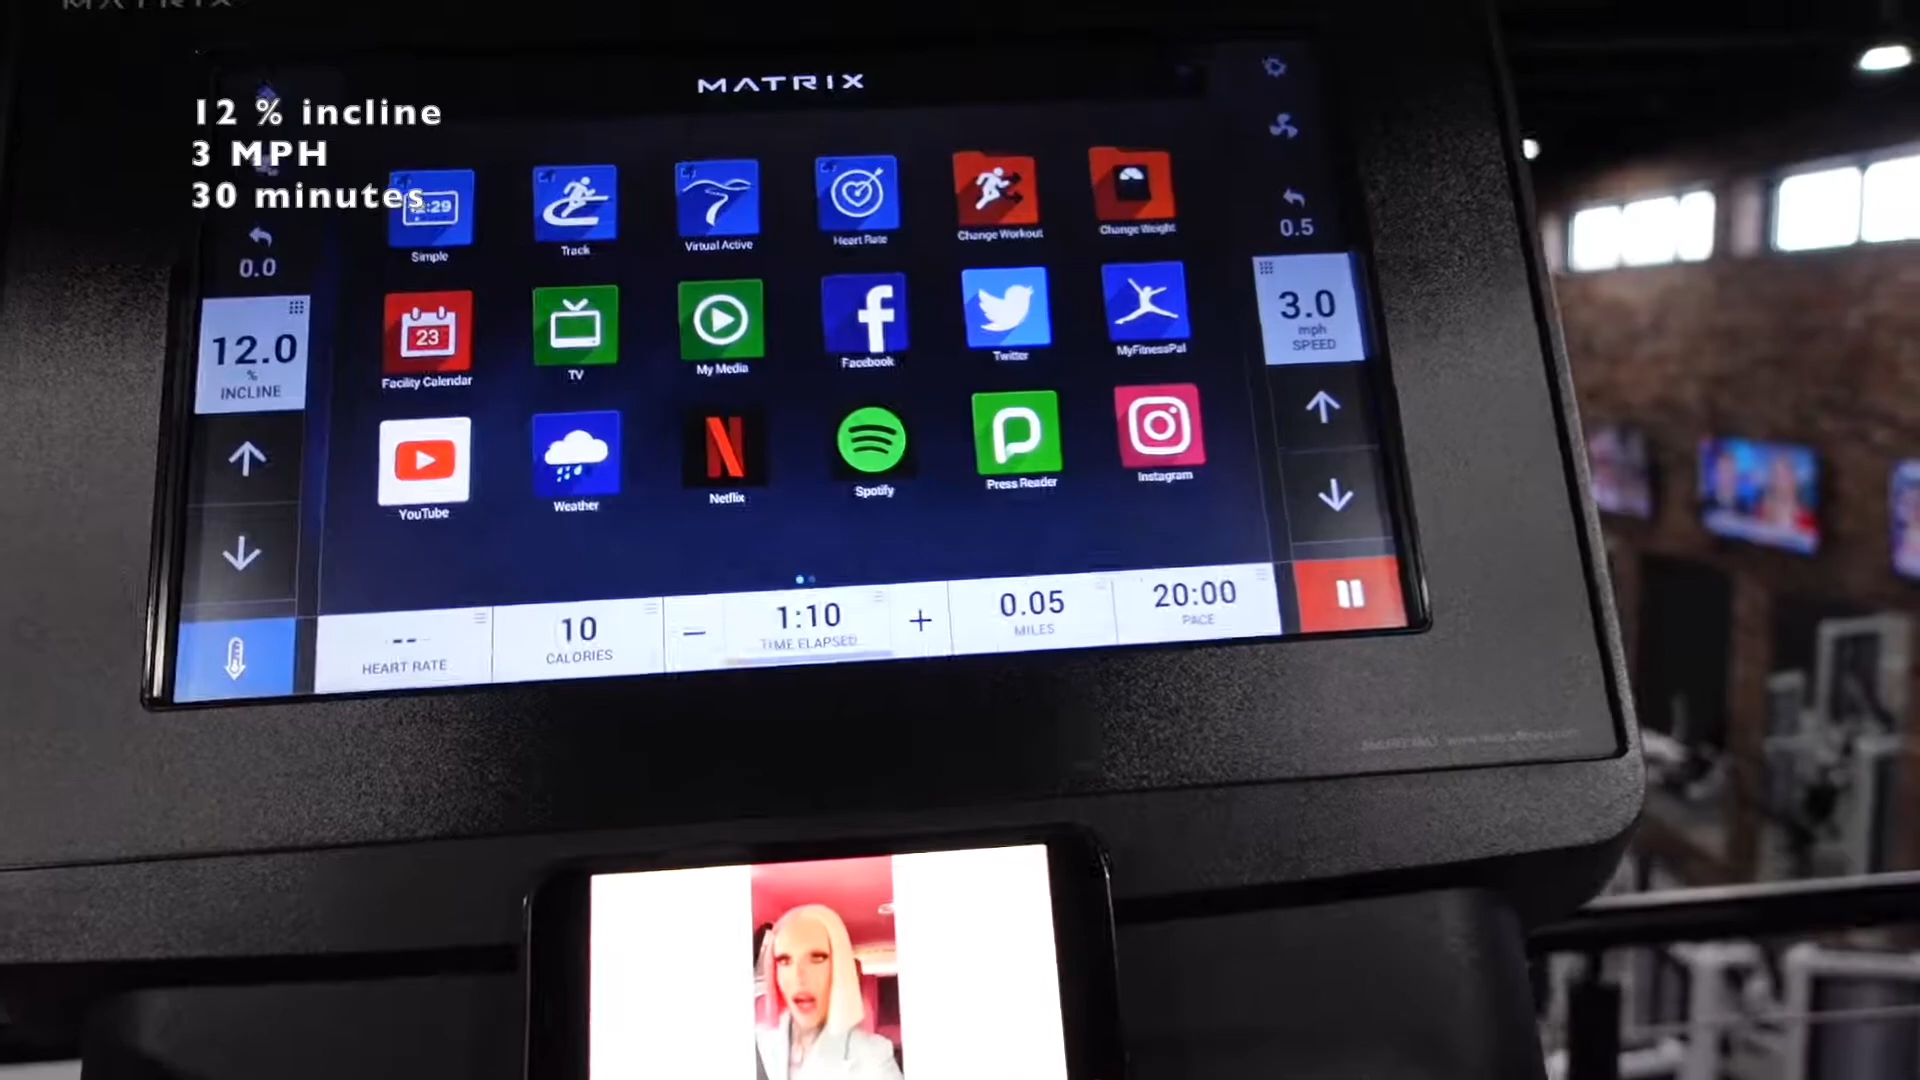 MATRIX
MATRIX
12 % incline
3 MPH
30 minutes
Simple
Track
Virtual Active
Heart Rate
Change Workout
Change Weight
0.0
0.5
12.0
%
INCLINE
3.0
mph
SPEED
23
Facility Calendar
TV
My Media
Facebook
Twitter
MyFitnessPal
YouTube
Weather
N
Netflix
Spotify
Press Reader
Instagram
--
HEART RATE
10
CALORIES
1:10
TIME ELAPSED
0.05
MILES
20:00
PACE